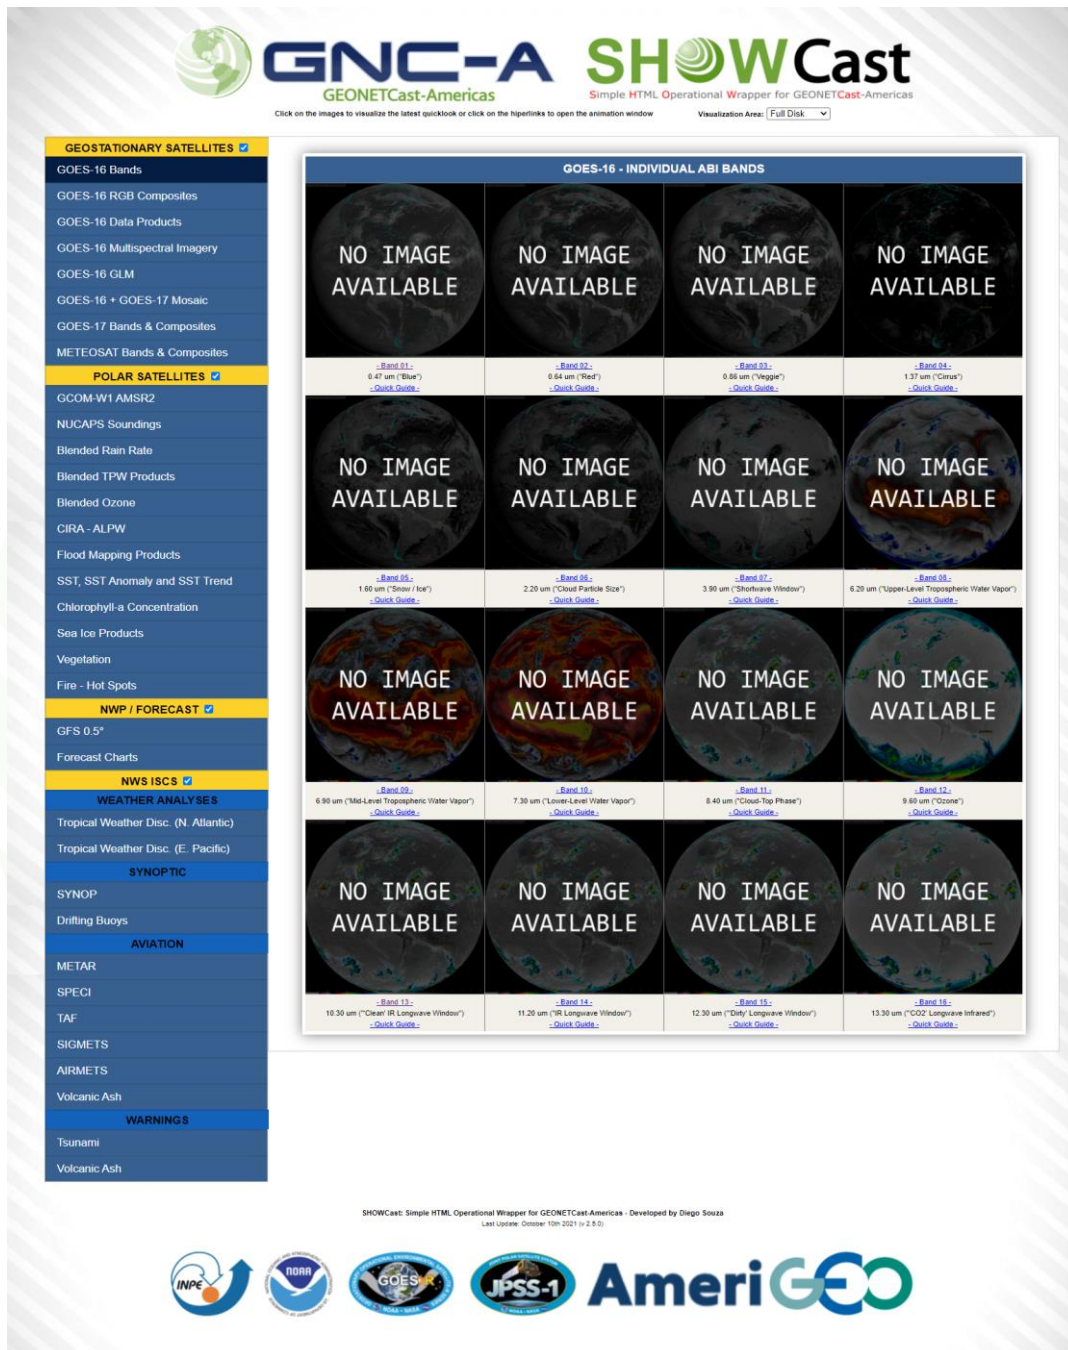 GNC-A
GEONETCast-Americas
SHOWCast
Simple HTML Operational Wrapper for GEONETCast-Americas
Click on the images to visualize the latest quicklook or click on the hiperlinks to open the animation window
Visualization Area: Full Disk
GEOSTATIONARY SATELLITES
GOES-16 Bands
GOES-16 RGB Composites
GOES-16 Data Products
GOES-16 Multispectral Imagery
GOES-16 GLM
GOES-16 + GOES-17 Mosaic
GOES-17 Bands & Composites
METEOSAT Bands & Composites
POLAR SATELLITES
GCOM-W1 AMSR2
NUCAPS Soundings
Blended Rain Rate
Blended TPW Products
Blended Ozone
CIRA - ALPW
Flood Mapping Products
SST, SST Anomaly and SST Trend
Chlorophyll-a Concentration
Sea Ice Products
Vegetation
Fire - Hot Spots
NWP / FORECAST
GFS 0.5°
Forecast Charts
NWS ISCS
WEATHER ANALYSES
Tropical Weather Disc. (N. Atlantic)
Tropical Weather Disc. (E. Pacific)
SYNOPTIC
SYNOP
Drifting Buoys
AVIATION
METAR
SPECI
TAF
SIGMETS
AIRMETS
Volcanic Ash
WARNINGS
Tsunami
Volcanic Ash
GOES-16 - INDIVIDUAL ABI BANDS
NO IMAGE
AVAILABLE
- Band 01 -
0.47 um ("Blue")
- Quick Guide -
NO IMAGE
AVAILABLE
- Band 02 -
0.64 um ("Red")
- Quick Guide -
NO IMAGE
AVAILABLE
- Band 03 -
0.86 um ("Veggie")
- Quick Guide -
NO IMAGE
AVAILABLE
- Band 04 -
1.37 um ("Cirrus")
- Quick Guide -
NO IMAGE
AVAILABLE
- Band 05 -
1.60 um ("Snow / Ice")
- Quick Guide -
NO IMAGE
AVAILABLE
- Band 06 -
2.20 um ("Cloud Particle Size")
- Quick Guide -
NO IMAGE
AVAILABLE
- Band 07 -
3.90 um ("Shortwave Window")
- Quick Guide -
NO IMAGE
AVAILABLE
- Band 08 -
6.20 um ("Upper-Level Tropospheric Water Vapor")
- Quick Guide -
NO IMAGE
AVAILABLE
- Band 09 -
6.90 um ("Mid-Level Tropospheric Water Vapor")
- Quick Guide -
NO IMAGE
AVAILABLE
- Band 10 -
7.30 um ("Lower-Level Water Vapor")
- Quick Guide -
NO IMAGE
AVAILABLE
- Band 11 -
8.40 um ("Cloud-Top Phase")
- Quick Guide -
NO IMAGE
AVAILABLE
- Band 12 -
9.60 um ("Ozone")
- Quick Guide -
NO IMAGE
AVAILABLE
- Band 13 -
10.30 um ("'Clean' IR Longwave Window")
- Quick Guide -
NO IMAGE
AVAILABLE
- Band 14 -
11.20 um ("IR Longwave Window")
- Quick Guide -
NO IMAGE
AVAILABLE
- Band 15 -
12.30 um ("'Dirty' Longwave Window")
- Quick Guide -
NO IMAGE
AVAILABLE
- Band 16 -
13.30 um ("'CO2' Longwave Infrared")
- Quick Guide -
SHOWCast: Simple HTML Operational Wrapper for GEONETCast-Americas - Developed by Diego Souza
Last Update: October 10th 2021 (v 2.5.0)
INPE
NOAA
GOES-R
NOAA - NASA
JPSS-1
AmeriGEO